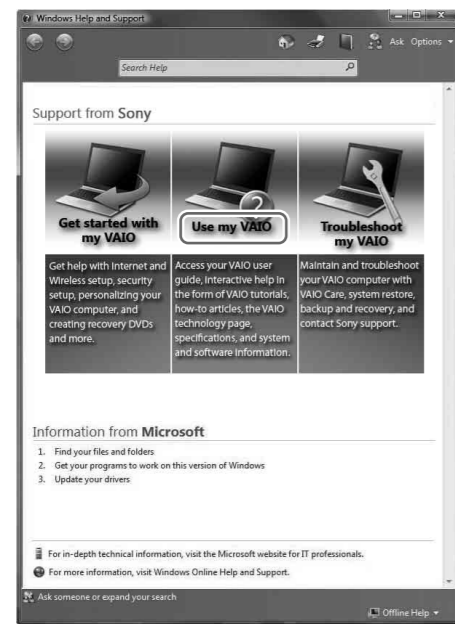 Windows Help and Support
Ask Options
Search Help
Support from Sony
Get started with
my VAIO
Get help with Internet and
Wireless setup, security
setup, personalizing your
VAIO computer, and
creating recovery DVDs
and more.
Use my VAIO
Access your VAIO user
guide, interactive help in
the form of VAIO tutorials,
how-to articles, the VAIO
technology page,
specifications, and system
and software information.
Troubleshoot
my VAIO
Maintain and troubleshoot
your VAIO computer with
VAIO Care, system restore,
backup and recovery, and
contact Sony support.
Information from Microsoft
1. Find your files and folders
2. Get your programs to work on this version of Windows
3. Update your drivers
For in-depth technical information, visit the Microsoft website for IT professionals.
For more information, visit Windows Online Help and Support.
Ask someone or expand your search
Offline Help